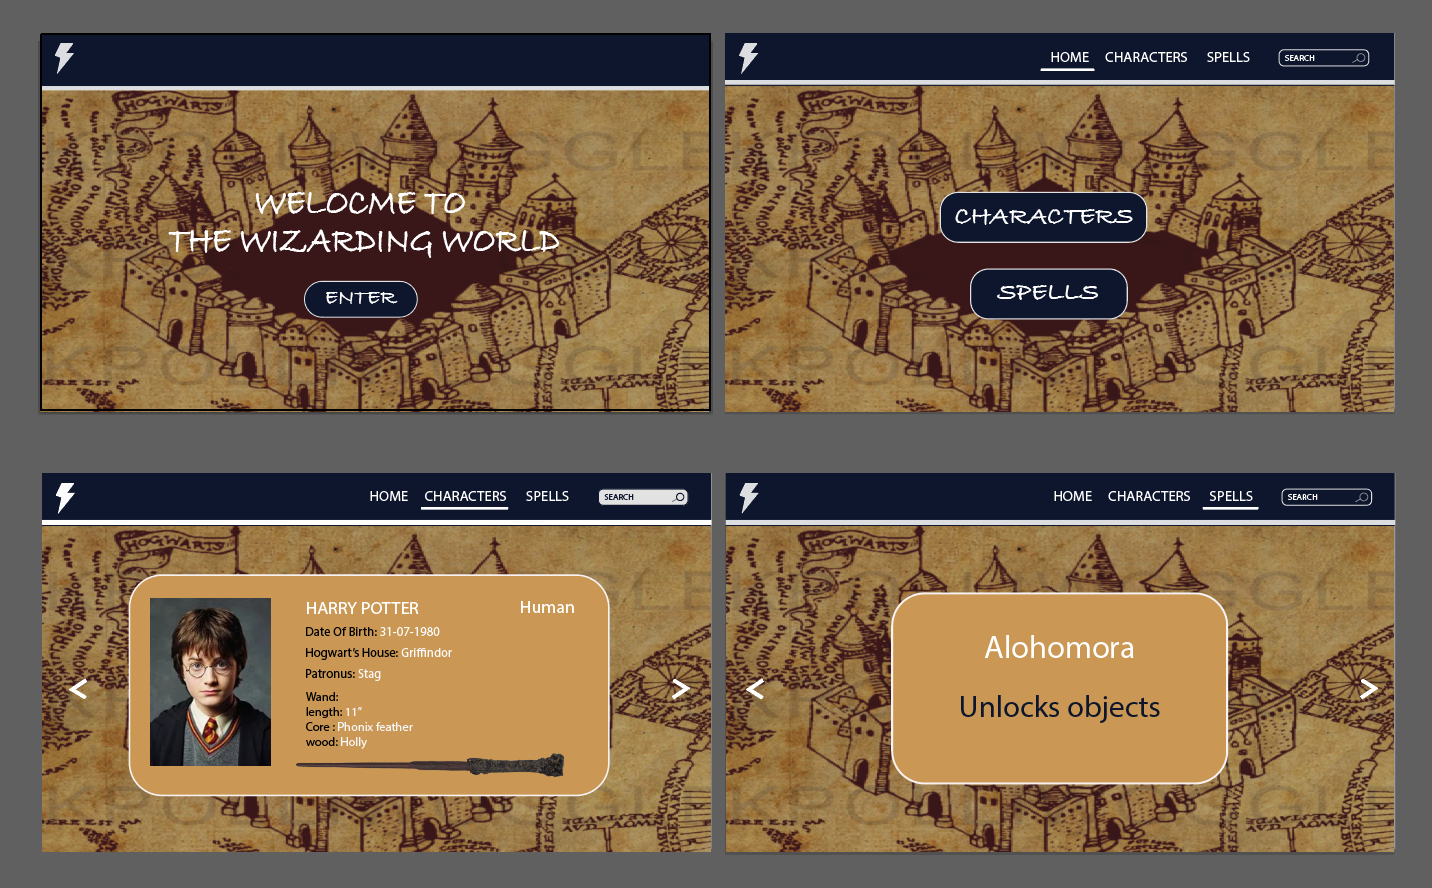 HOGWARTS
WELOCME TO
THE WIZARDING WORLD
ENTER
HOME CHARACTERS SPELLS SEARCH
HOGWARTS
CHARACTERS
SPELLS
HOME CHARACTERS SPELLS SEARCH
HOGWARTS
HARRY POTTER Human
Date Of Birth: 31-07-1980
Hogwart's House: Griffindor
Patronus: Stag
Wand:
length: 11"
Core : Phonix feather
wood: Holly
<
>
HOME CHARACTERS SPELLS SEARCH
HOGWARTS
Alohomora
Unlocks objects
<
>